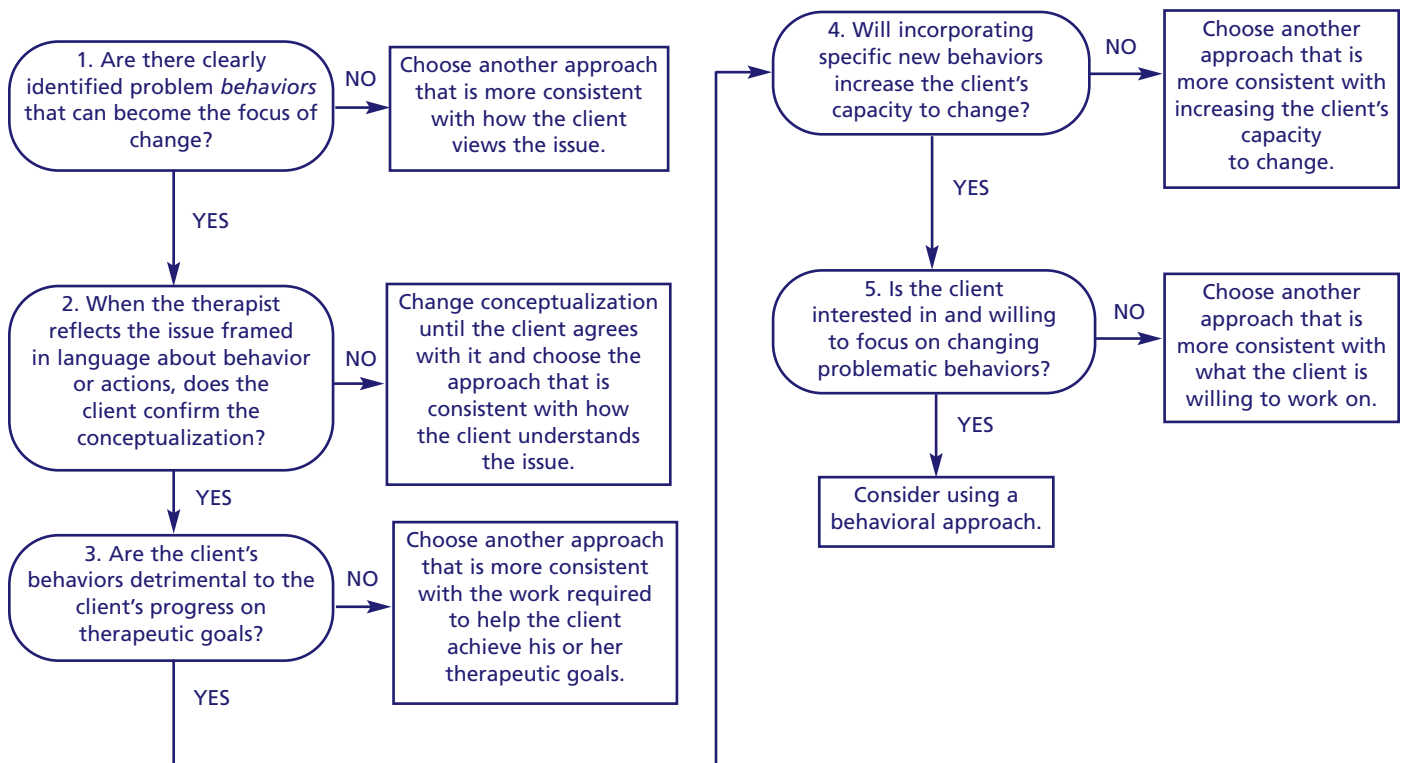 1. Are there clearly
identified problem behaviors
that can become the focus of
change?
NO
Choose another approach
that is more consistent
with how the client
views the issue.
YES
2. When the therapist
reflects the issue framed
in language about behavior
or actions, does the
client confirm the
conceptualization?
NO
Change conceptualization
until the client agrees
with it and choose the
approach that is
consistent with how
the client understands
the issue.
YES
3. Are the client’s
behaviors detrimental to the
client’s progress on
therapeutic goals?
NO
Choose another approach
that is more consistent
with the work required
to help the client
achieve his or her
therapeutic goals.
YES
4. Will incorporating
specific new behaviors
increase the client’s
capacity to change?
NO
Choose another
approach that is
more consistent with
increasing the client’s
capacity
to change.
YES
5. Is the client
interested in and willing
to focus on changing
problematic behaviors?
NO
Choose another
approach that is
more consistent with
what the client is
willing to work on.
YES
Consider using a
behavioral approach.